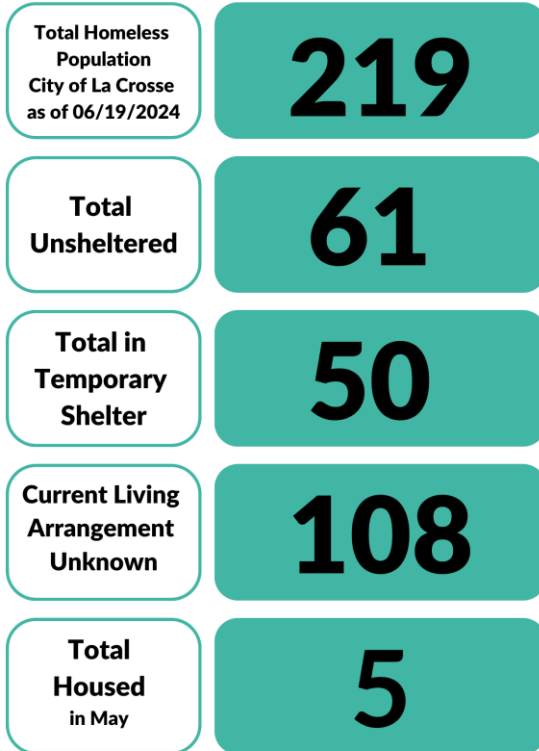 Total Homeless
Population
City of La Crosse
as of 06/19/2024
219
Total
Unsheltered
61
Total in
Temporary
Shelter
50
Current Living
Arrangement
Unknown
108
Total
Housed
in May
5